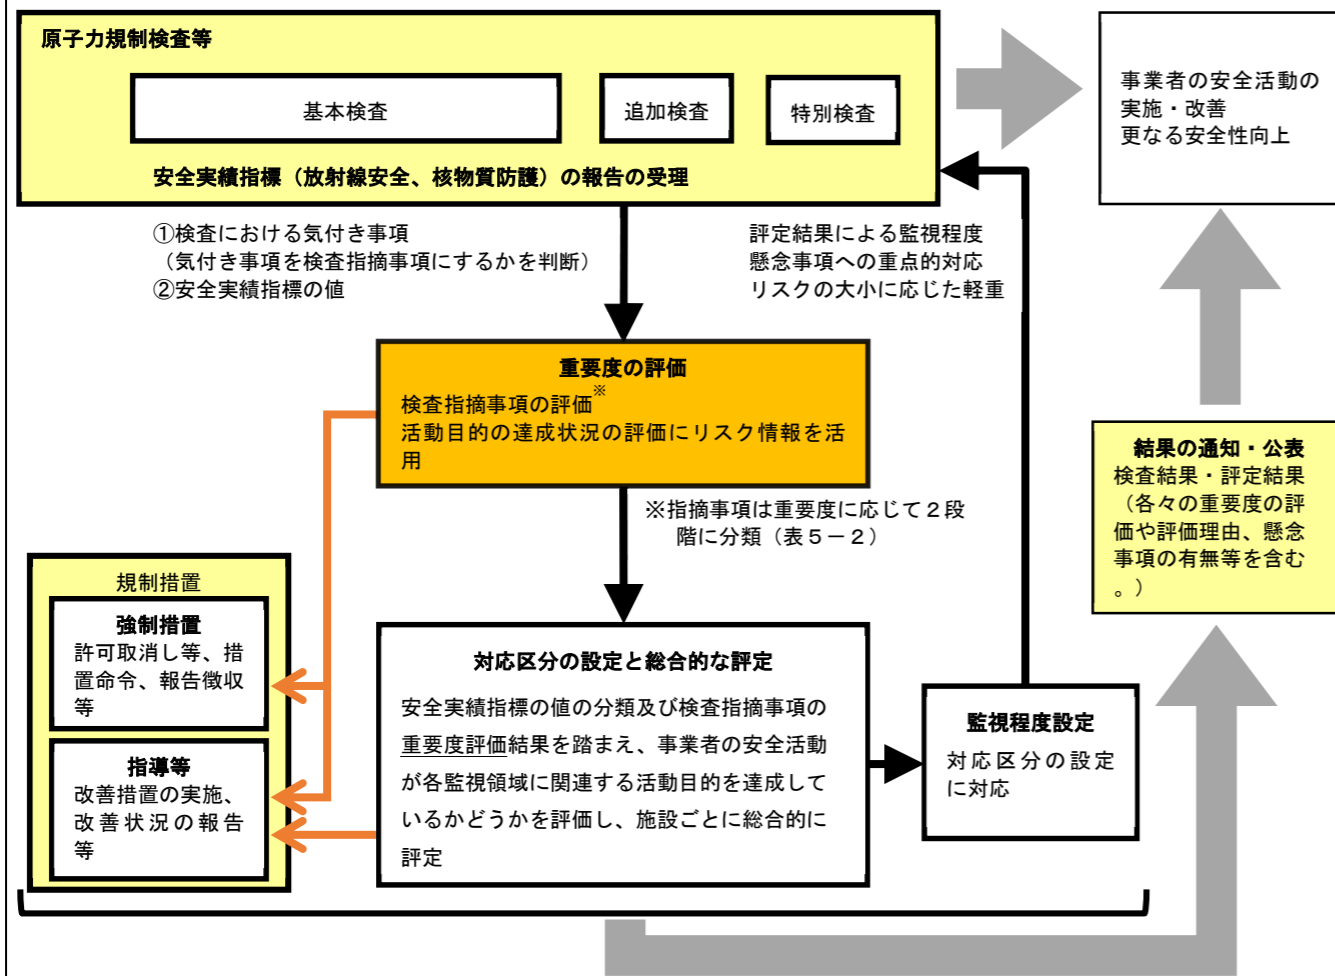 原子力規制検査等
基本検査
追加検査
特別検査
安全実績指標（放射線安全、核物質防護）の報告の受理
事業者の安全活動の
実施・改善
更なる安全性向上
①検査における気付き事項
（気付き事項を検査指摘事項にするかを判断）
②安全実績指標の値
評定結果による監視程度
懸念事項への重点的対応
リスクの大小に応じた軽重
重要度の評価
検査指摘事項の評価※
活動目的の達成状況の評価にリスク情報を活
用
※指摘事項は重要度に応じて２段
階に分類（表５－２）
結果の通知・公表
検査結果・評定結果
（各々の重要度の評
価や評価理由、懸念
事項の有無等を含む
。）
規制措置
強制措置
許可取消し等、措
置命令、報告徴収
等
指導等
改善措置の実施、
改善状況の報告
等
対応区分の設定と総合的な評定
安全実績指標の値の分類及び検査指摘事項の
重要度評価結果を踏まえ、事業者の安全活動
が各監視領域に関連する活動目的を達成して
いるかどうかを評価し、施設ごとに総合的に
評定
監視程度設定
対応区分の設定
に対応